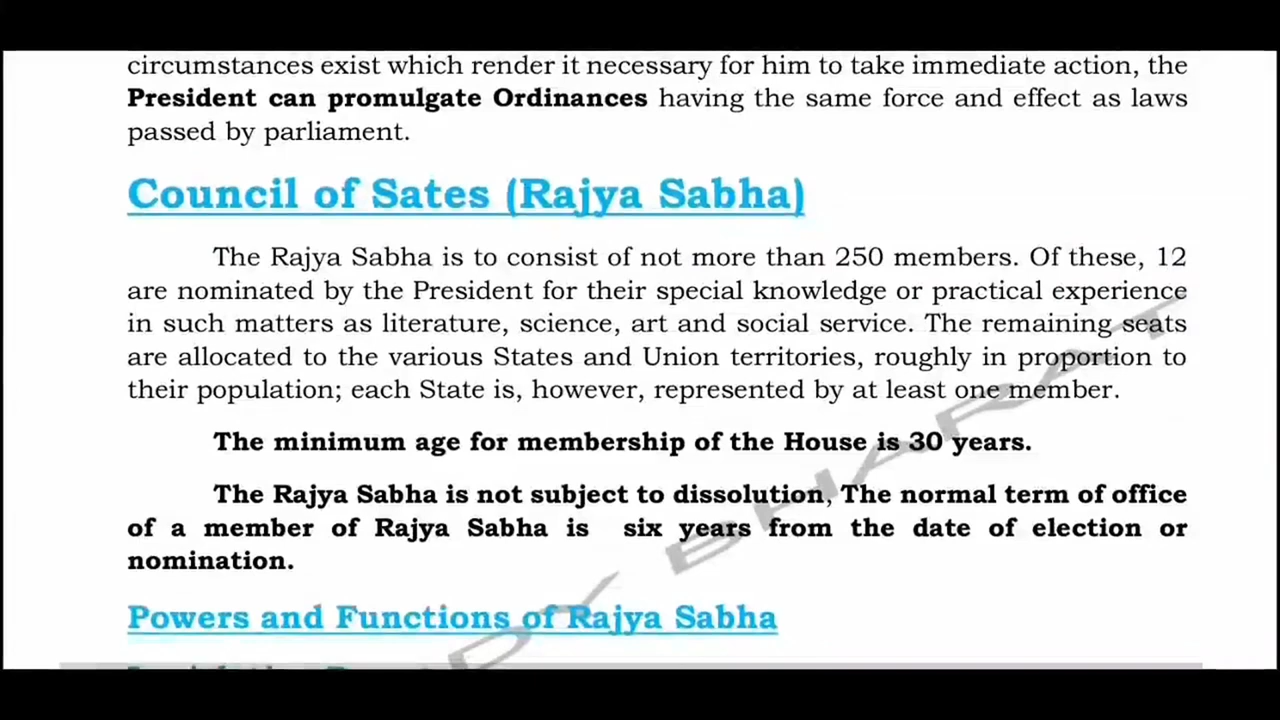 circumstances exist which render it necessary for him to take immediate action, the
President can promulgate Ordinances having the same force and effect as laws
passed by parliament.
Council of Sates (Rajya Sabha)
The Rajya Sabha is to consist of not more than 250 members. Of these, 12
are nominated by the President for their special knowledge or practical experience
in such matters as literature, science, art and social service. The remaining seats
are allocated to the various States and Union territories, roughly in proportion to
their population; each State is, however, represented by at least one member.
The minimum age for membership of the House is 30 years.
The Rajya Sabha is not subject to dissolution, The normal term of office
of a member of Rajya Sabha is six years from the date of election or
nomination.
Powers and Functions of Rajya Sabha